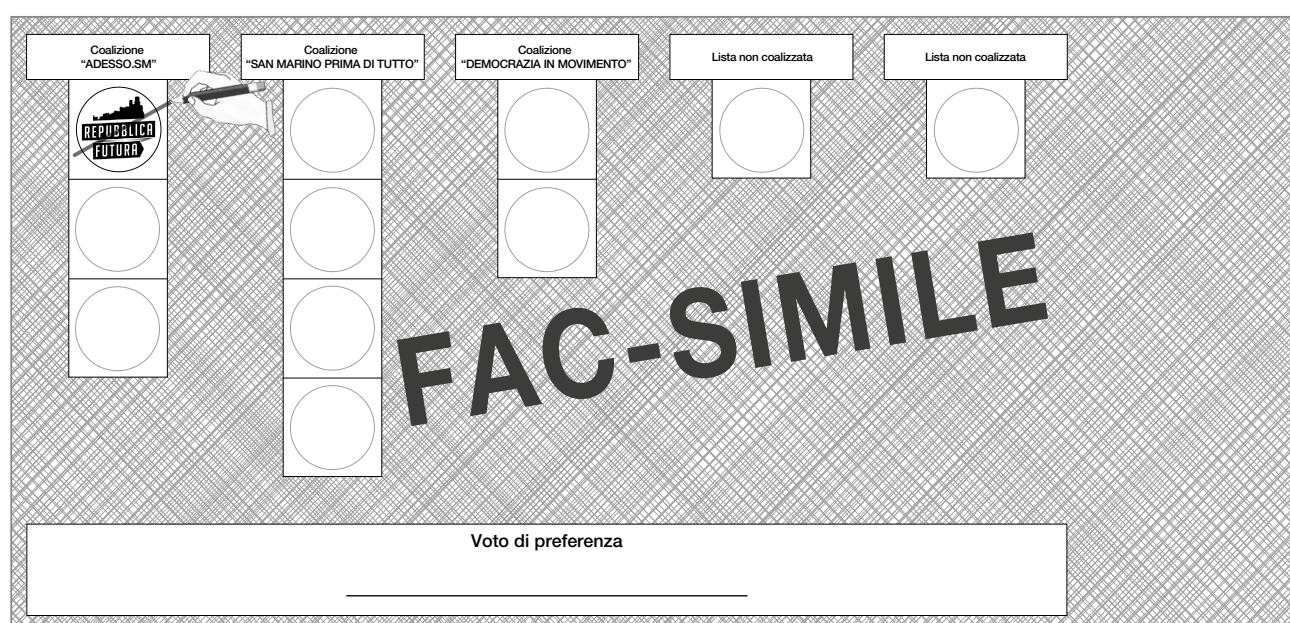 Coalizione
“ADESSO.SM”
Coalizione
“SAN MARINO PRIMA DI TUTTO”
Coalizione
“DEMOCRAZIA IN MOVIMENTO”
Lista non coalizzata
Lista non coalizzata
REPUBBLICA
FUTURA
FAC-SIMILE
Voto di preferenza